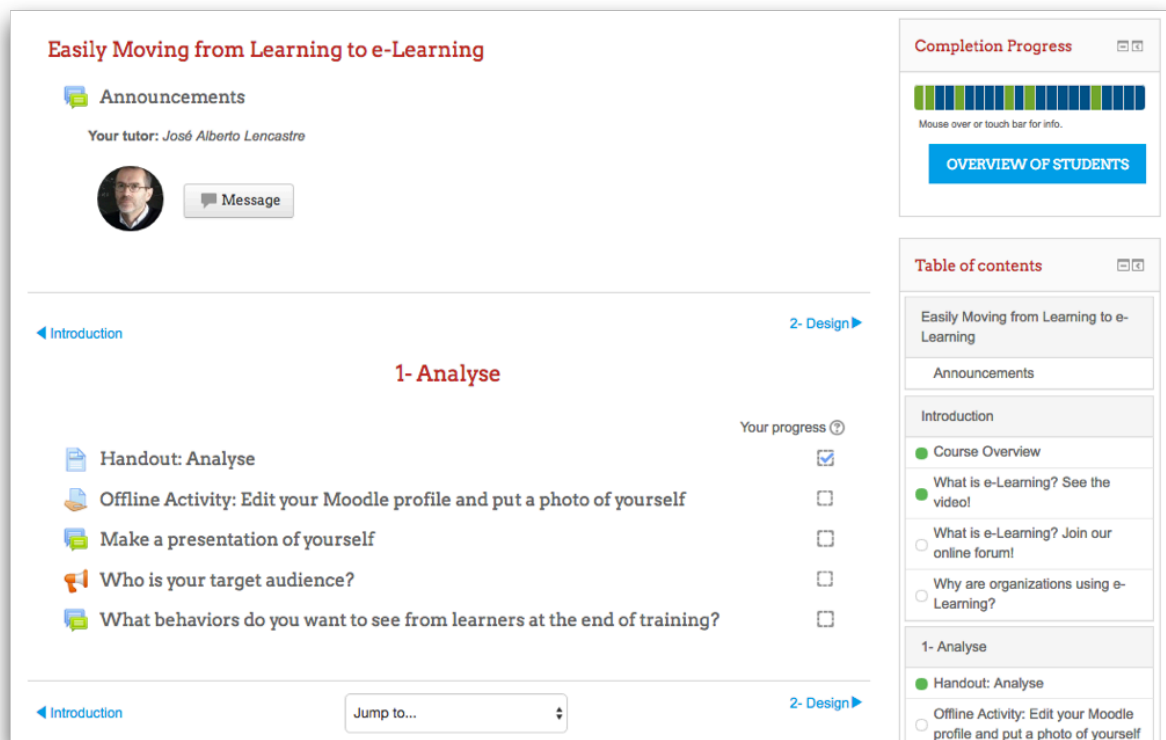 Easily Moving from Learning to e-Learning
Announcements
Your tutor: José Alberto Lencastre
Message
Introduction
2- Design
1- Analyse
Your progress
Handout: Analyse
Offline Activity: Edit your Moodle profile and put a photo of yourself
Make a presentation of yourself
Who is your target audience?
What behaviors do you want to see from learners at the end of training?
Introduction
Jump to...
2- Design
Completion Progress
Mouse over or touch bar for info.
OVERVIEW OF STUDENTS
Table of contents
Easily Moving from Learning to e-
Learning
Announcements
Introduction
Course Overview
What is e-Learning? See the
video!
What is e-Learning? Join our
online forum!
Why are organizations using e-
Learning?
1- Analyse
Handout: Analyse
Offline Activity: Edit your Moodle
profile and put a photo of yourself